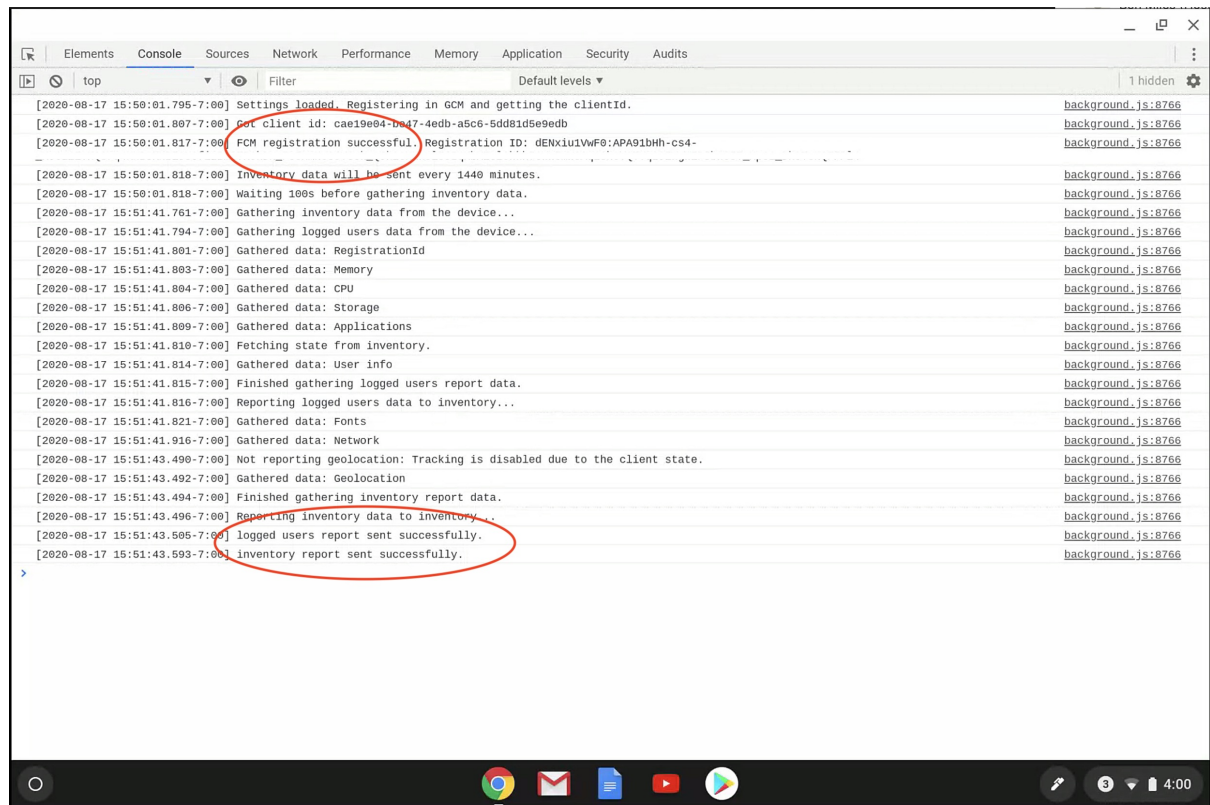 Elements Console Sources Network Performance Memory Application Security Audits
top Filter Default levels 1 hidden
[2020-08-17 15:50:01.795-7:00] Settings loaded. Registering in GCM and getting the clientId. background.js:8766
[2020-08-17 15:50:01.807-7:00] Got client id: cae19e04-be47-4edb-a5c6-5dd81d5e9edb background.js:8766
[2020-08-17 15:50:01.817-7:00] FCM registration successful. Registration ID: dENxiu1VwF0:APA91bHh-cs4- background.js:8766
[2020-08-17 15:50:01.818-7:00] Inventory data will be sent every 1440 minutes. background.js:8766
[2020-08-17 15:50:01.818-7:00] Waiting 100s before gathering inventory data. background.js:8766
[2020-08-17 15:51:41.761-7:00] Gathering inventory data from the device... background.js:8766
[2020-08-17 15:51:41.794-7:00] Gathering logged users data from the device... background.js:8766
[2020-08-17 15:51:41.801-7:00] Gathered data: RegistrationId background.js:8766
[2020-08-17 15:51:41.803-7:00] Gathered data: Memory background.js:8766
[2020-08-17 15:51:41.804-7:00] Gathered data: CPU background.js:8766
[2020-08-17 15:51:41.806-7:00] Gathered data: Storage background.js:8766
[2020-08-17 15:51:41.809-7:00] Gathered data: Applications background.js:8766
[2020-08-17 15:51:41.810-7:00] Fetching state from inventory. background.js:8766
[2020-08-17 15:51:41.814-7:00] Gathered data: User info background.js:8766
[2020-08-17 15:51:41.815-7:00] Finished gathering logged users report data. background.js:8766
[2020-08-17 15:51:41.816-7:00] Reporting logged users data to inventory... background.js:8766
[2020-08-17 15:51:41.821-7:00] Gathered data: Fonts background.js:8766
[2020-08-17 15:51:41.916-7:00] Gathered data: Network background.js:8766
[2020-08-17 15:51:43.490-7:00] Not reporting geolocation: Tracking is disabled due to the client state. background.js:8766
[2020-08-17 15:51:43.492-7:00] Gathered data: Geolocation background.js:8766
[2020-08-17 15:51:43.494-7:00] Finished gathering inventory report data. background.js:8766
[2020-08-17 15:51:43.496-7:00] Reporting inventory data to inventory... background.js:8766
[2020-08-17 15:51:43.505-7:00] logged users report sent successfully. background.js:8766
[2020-08-17 15:51:43.593-7:00] inventory report sent successfully. background.js:8766
3 4:00